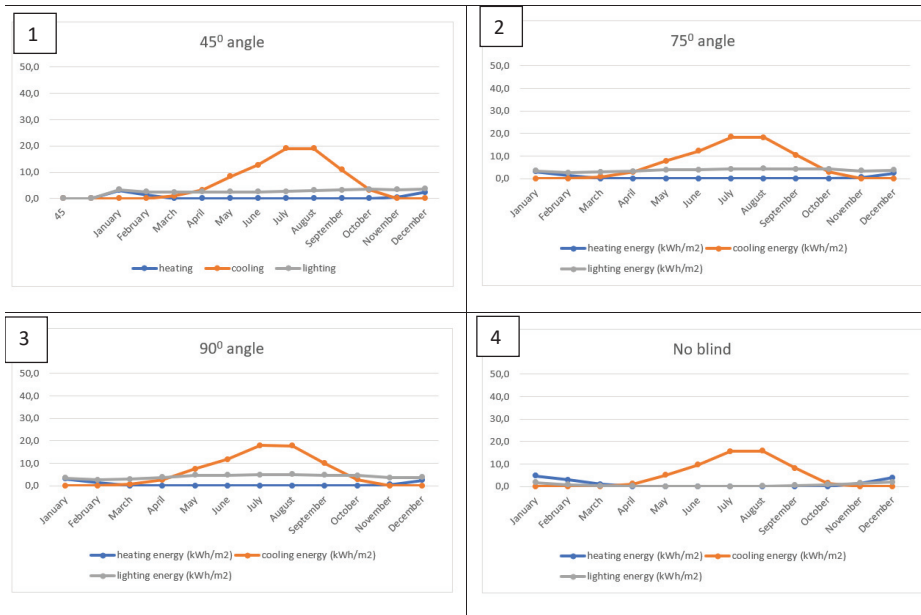 1
45⁰ angle
50,0
40,0
30,0
20,0
10,0
0,0
45
January
February
March
April
May
June
July
August
September
October
November
December
heating cooling lighting
2
75⁰ angle
50,0
40,0
30,0
20,0
10,0
0,0
January
February
March
April
May
June
July
August
September
October
November
December
heating energy (kWh/m2) cooling energy (kWh/m2)
lighting energy (kWh/m2)
3
90⁰ angle
50,0
40,0
30,0
20,0
10,0
0,0
January
February
March
April
May
June
July
August
September
October
November
December
heating energy (kWh/m2) cooling energy (kWh/m2)
lighting energy (kWh/m2)
4
No blind
50,0
40,0
30,0
20,0
10,0
0,0
January
February
March
April
May
June
July
August
September
October
November
December
heating energy (kWh/m2) cooling energy (kWh/m2)
lighting energy (kWh/m2)